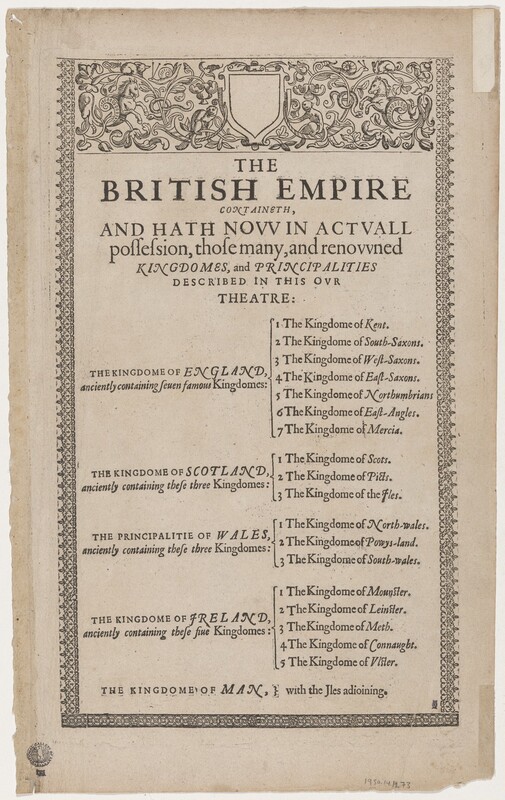 THE
BRITISH EMPIRE
CONTAINETH,
AND HATH NOVV IN ACTVALL
poſſeſsion, thoſe many, and renovvned
KINGDOMES, and PRINCIPALITIES
DESCRIBED IN THIS OVR
THEATRE:
THE KINGDOME OF ENGLAND,
anciently containing ſeuen famous Kingdomes:
1 The Kingdome of Kent.
2 The Kingdome of South-Saxons.
3 The Kingdome of Weſt-Saxons.
4 The Kingdome of Eaſt-Saxons.
5 The Kingdome of Northumbrians
6 The Kingdome of Eaſt-Angles.
7 The Kingdome of Mercia.
THE KINGDOME OF SCOTLAND,
anciently containing theſe three Kingdomes:
1 The Kingdome of Scots.
2 The Kingdome of Picts.
3 The Kingdome of the Jles.
THE PRINCIPALITIE OF WALES,
anciently containing theſe three Kingdomes:
1 The Kingdome of North-wales.
2 The Kingdome of Powys-land.
3 The Kingdome of South-wales.
THE KINGDOME OF JRELAND,
anciently containing theſe fiue Kingdomes:
1 The Kingdome of Mounſter.
2 The Kingdome of Leinſter.
3 The Kingdome of Meth.
4 The Kingdome of Connaught.
5 The Kingdome of Vlſter.
THE KINGDOME OF MAN, } with the Jles adioining.